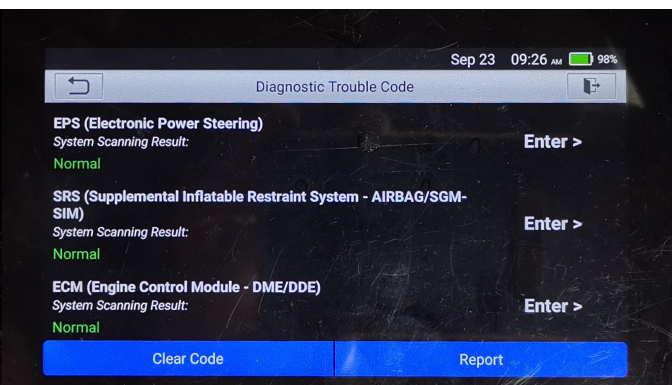 Sep 23 09:26 AM 98%
Diagnostic Trouble Code
EPS (Electronic Power Steering)
System Scanning Result:
Enter >
Normal
SRS (Supplemental Inflatable Restraint System - AIRBAG/SGM-
SIM)
System Scanning Result:
Enter >
Normal
ECM (Engine Control Module - DME/DDE)
System Scanning Result:
Enter >
Normal
Clear Code
Report